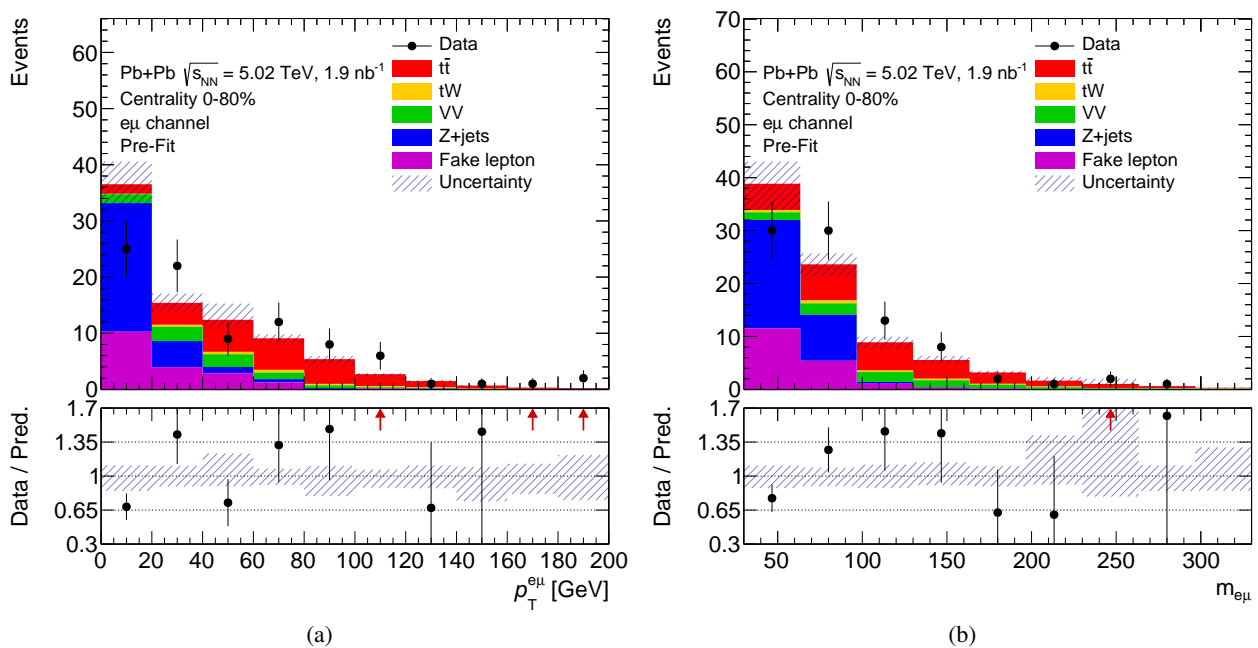 Events
60
50
40
30
20
10
0
Pb+Pb √s_NN = 5.02 TeV, 1.9 nb⁻¹
Centrality 0-80%
eμ channel
Pre-Fit
Data
tt̄
tW
VV
Z+jets
Fake lepton
Uncertainty
Data / Pred.
1.7
1.35
1
0.65
0.3
0 20 40 60 80 100 120 140 160 180 200
p_T^eμ [GeV]
(a)
Events
70
60
50
40
30
20
10
0
Pb+Pb √s_NN = 5.02 TeV, 1.9 nb⁻¹
Centrality 0-80%
eμ channel
Pre-Fit
Data
tt̄
tW
VV
Z+jets
Fake lepton
Uncertainty
Data / Pred.
1.7
1.35
1
0.65
0.3
50 100 150 200 250 300
m_eμ
(b)